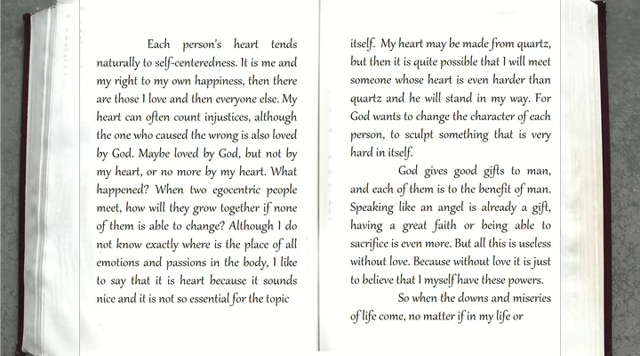 Each person's heart tends
naturally to self-centeredness. It is me and
my right to my own happiness, then there
are those I love and then everyone else. My
heart can often count injustices, although
the one who caused the wrong is also loved
by God. Maybe loved by God, but not by
my heart, or no more by my heart. What
happened? When two egocentric people
meet, how will they grow together if none
of them is able to change? Although I do
not know exactly where is the place of all
emotions and passions in the body, I like
to say that it is heart because it sounds
nice and it is not so essential for the topic
itself. My heart may be made from quartz,
but then it is quite possible that I will meet
someone whose heart is even harder than
quartz and he will stand in my way. For
God wants to change the character of each
person, to sculpt something that is very
hard in itself.
God gives good gifts to man,
and each of them is to the benefit of man.
Speaking like an angel is already a gift,
having a great faith or being able to
sacrifice is even more. But all this is useless
without love. Because without love it is just
to believe that I myself have these powers.
So when the downs and miseries
of life come, no matter if in my life or